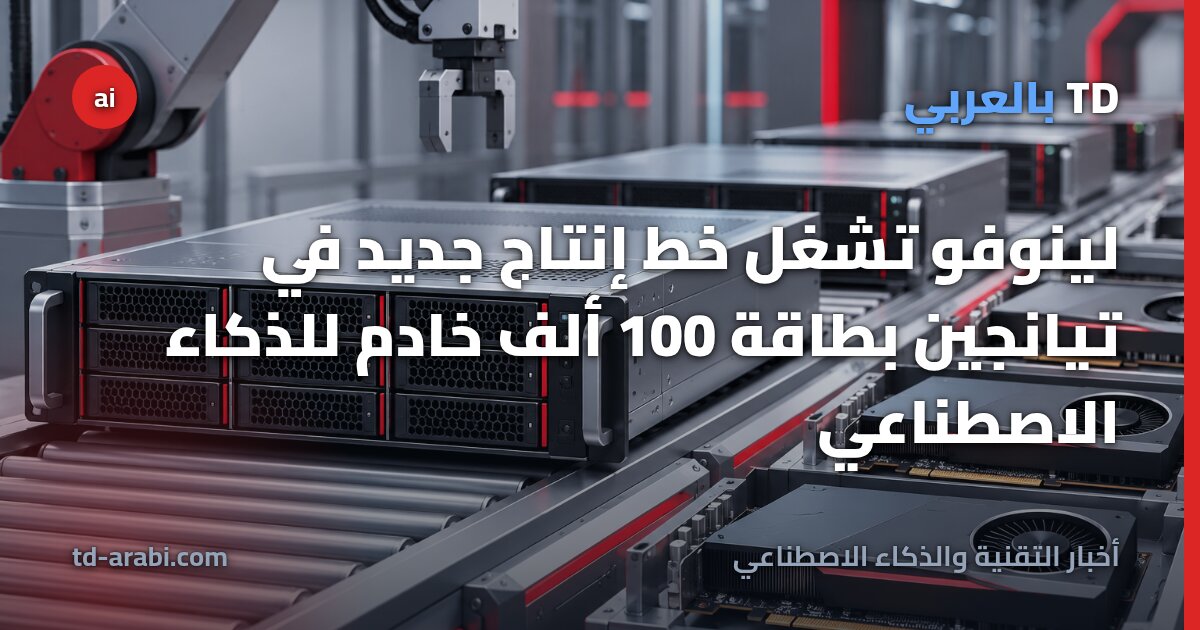 ai
TD بالعربي
لينوفو تشغل خط إنتاج جديد في
تيانجين بطاقة 100 ألف خادم للذكاء
الاصطناعي
أخبار التقنية والذكاء الاصطناعي
td-arabi.com